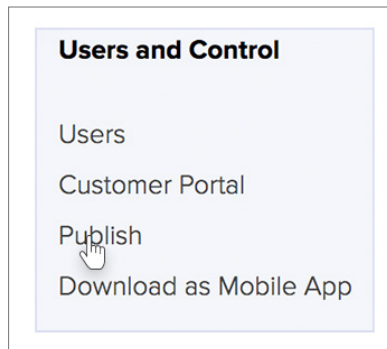 Users and Control
Users
Customer Portal
Publish
Download as Mobile App